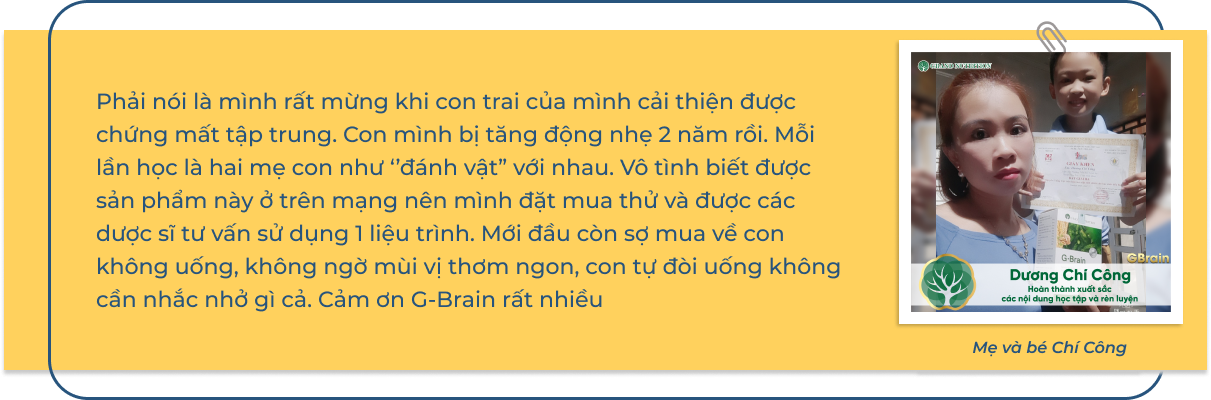 Phải nói là mình rất mừng khi con trai của mình cải thiện được
chứng mất tập trung. Con mình bị tăng động nhẹ 2 năm rồi. Mỗi
lần học là hai mẹ con như ‘’đánh vật” với nhau. Vô tình biết được
sản phẩm này ở trên mạng nên mình đặt mua thử và được các
dược sĩ tư vấn sử dụng 1 liệu trình. Mới đầu còn sợ mua về con
không uống, không ngờ mùi vị thơm ngon, con tự đòi uống không
cần nhắc nhở gì cả. Cảm ơn G-Brain rất nhiều
G-Brain
GBrain
Dương Chí Công
Hoàn thành xuất sắc
các nội dung học tập và rèn luyện
Mẹ và bé Chí Công